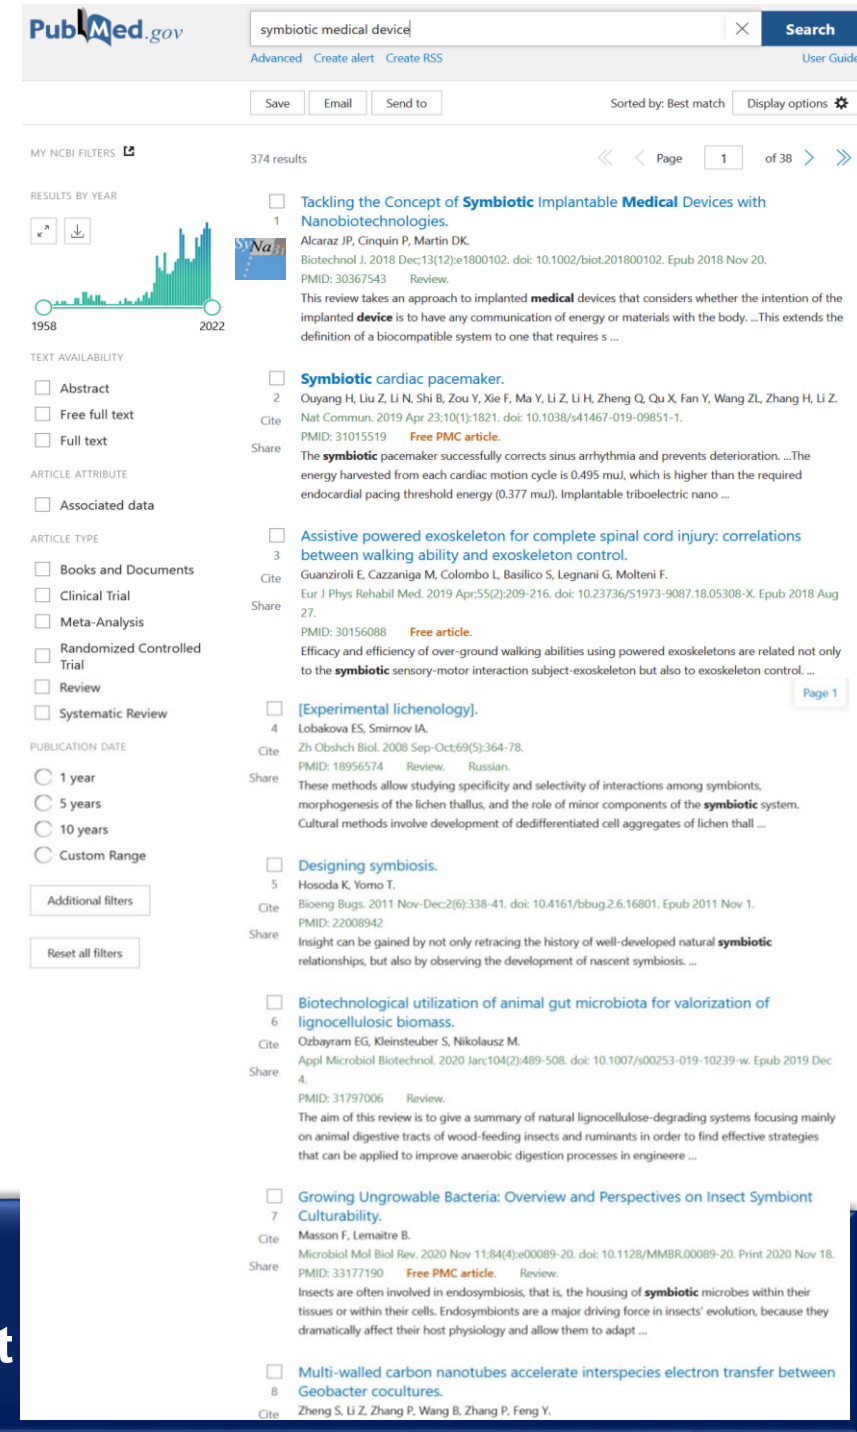 PubMed.gov
symbiotic medical device
Search
Advanced Create alert Create RSS
User Guide
Save Email Send to
Sorted by: Best match Display options
MY NCBI FILTERS
374 results
Page 1 of 38
RESULTS BY YEAR
1958 2022
TEXT AVAILABILITY
Abstract
Free full text
Full text
ARTICLE ATTRIBUTE
Associated data
ARTICLE TYPE
Books and Documents
Clinical Trial
Meta-Analysis
Randomized Controlled
Trial
Review
Systematic Review
PUBLICATION DATE
1 year
5 years
10 years
Custom Range
Additional filters
Reset all filters
1
Tackling the Concept of Symbiotic Implantable Medical Devices with
Nanobiotechnologies.
SyNaBi
Alcaraz JP, Cinquin P, Martin DK.
Biotechnol J. 2018 Dec;13(12):e1800102. doi: 10.1002/biot.201800102. Epub 2018 Nov 20.
PMID: 30367543 Review.
This review takes an approach to implanted medical devices that considers whether the intention of the
implanted device is to have any communication of energy or materials with the body. ...This extends the
definition of a biocompatible system to one that requires s ...
2
Cite
Share
Symbiotic cardiac pacemaker.
Ouyang H, Liu Z, Li N, Shi B, Zou Y, Xie F, Ma Y, Li Z, Li H, Zheng Q, Qu X, Fan Y, Wang ZL, Zhang H, Li Z.
Nat Commun. 2019 Apr 23;10(1):1821. doi: 10.1038/s41467-019-09851-1.
PMID: 31015519 Free PMC article.
The symbiotic pacemaker successfully corrects sinus arrhythmia and prevents deterioration. ...The
energy harvested from each cardiac motion cycle is 0.495 muJ, which is higher than the required
endocardial pacing threshold energy (0.377 muJ). Implantable triboelectric nano ...
3
Cite
Share
Assistive powered exoskeleton for complete spinal cord injury: correlations
between walking ability and exoskeleton control.
Guanziroli E, Cazzaniga M, Colombo L, Basilico S, Legnani G, Molteni F.
Eur J Phys Rehabil Med. 2019 Apr;55(2):209-216. doi: 10.23736/S1973-9087.18.05308-X. Epub 2018 Aug
27.
PMID: 30156088 Free article.
Efficacy and efficiency of over-ground walking abilities using powered exoskeletons are related not only
to the symbiotic sensory-motor interaction subject-exoskeleton but also to exoskeleton control. ...
Page 1
4
Cite
Share
[Experimental lichenology].
Lobakova ES, Smirnov IA.
Zh Obshch Biol. 2008 Sep-Oct;69(5):364-78.
PMID: 18956574 Review. Russian.
These methods allow studying specificity and selectivity of interactions among symbionts,
morphogenesis of the lichen thallus, and the role of minor components of the symbiotic system.
Cultural methods involve development of dedifferentiated cell aggregates of lichen thall ...
5
Cite
Share
Designing symbiosis.
Hosoda K, Yomo T.
Bioeng Bugs. 2011 Nov-Dec;2(6):338-41. doi: 10.4161/bbug.2.6.16801. Epub 2011 Nov 1.
PMID: 22008942
Insight can be gained by not only retracing the history of well-developed natural symbiotic
relationships, but also by observing the development of nascent symbiosis. ...
6
Cite
Share
Biotechnological utilization of animal gut microbiota for valorization of
lignocellulosic biomass.
Ozbayram EG, Kleinsteuber S, Nikolausz M.
Appl Microbiol Biotechnol. 2020 Jan;104(2):489-508. doi: 10.1007/s00253-019-10239-w. Epub 2019 Dec
4.
PMID: 31797006 Review.
The aim of this review is to give a summary of natural lignocellulose-degrading systems focusing mainly
on animal digestive tracts of wood-feeding insects and ruminants in order to find effective strategies
that can be applied to improve anaerobic digestion processes in engineere ...
7
Cite
Share
Growing Ungrowable Bacteria: Overview and Perspectives on Insect Symbiont
Culturability.
Masson F, Lemaitre B.
Microbiol Mol Biol Rev. 2020 Nov 11;84(4):e00089-20. doi: 10.1128/MMBR.00089-20. Print 2020 Nov 18.
PMID: 33177190 Free PMC article. Review.
Insects are often involved in endosymbiosis, that is, the housing of symbiotic microbes within their
tissues or within their cells. Endosymbionts are a major driving force in insects' evolution, because they
dramatically affect their host physiology and allow them to adapt ...
t
8
Cite
Multi-walled carbon nanotubes accelerate interspecies electron transfer between
Geobacter cocultures.
Zheng S, Li Z, Zhang P, Wang B, Zhang P, Feng Y.